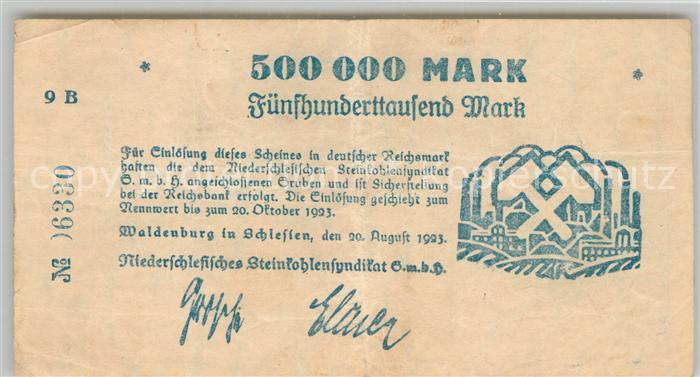 500 000 MARK
9 B
Fünfhunderttausend Mark
Für Einlösung dieses Scheines in deutscher Reichsmark
haften die dem Niederschlesischen Steinkohlensyndikat
G. m. b. H. angeschlossenen Gruben und ist Sicherstellung
bei der Reichsbank erfolgt. Die Einlösung geschieht zum
Nennwert bis zum 20. Oktober 1923.
Waldenburg in Schlesien, den 20. August 1923.
Niederschlesisches Steinkohlensyndikat G.m.b.H.
№ )6330